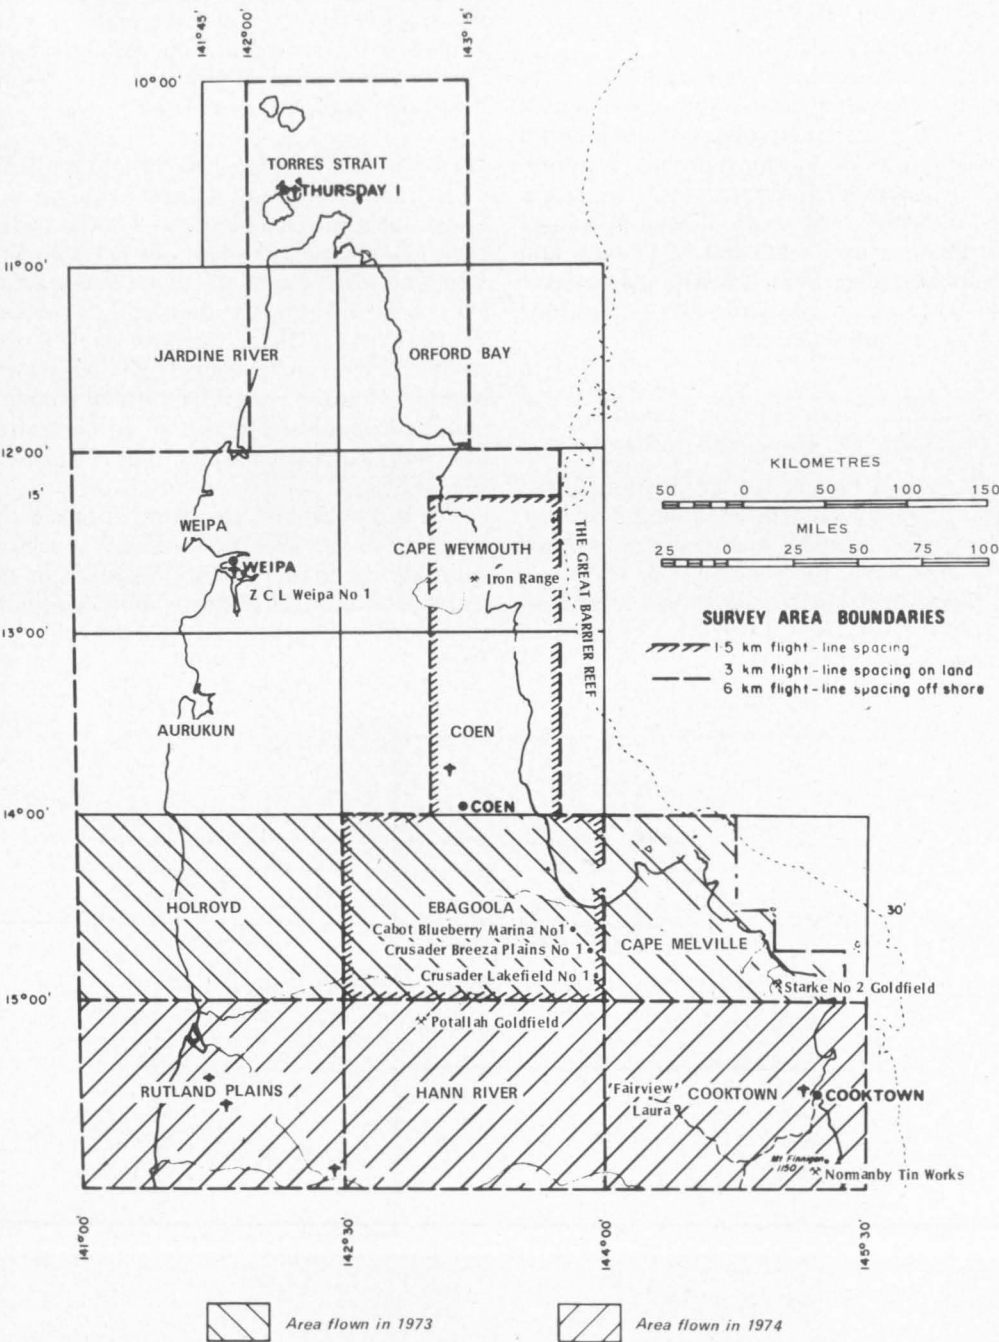 141°45'
142°00'
143°15'
10°00'
TORRES STRAIT
THURSDAY I
11°00'
JARDINE RIVER
ORFORD BAY
12°00'
15'
WEIPA
CAPE WEYMOUTH
WEIPA
Iron Range
Z C L Weipa No 1
THE GREAT BARRIER REEF
13°00'
KILOMETRES
50 0 50 100 150
MILES
25 0 25 50 75 100
SURVEY AREA BOUNDARIES
1·5 km flight-line spacing
3 km flight-line spacing on land
6 km flight-line spacing off shore
AURUKUN
COEN
COEN
14°00'
HOLROYD
EBAGOOLA
30'
Cabot Blueberry Marina No 1
CAPE MELVILLE
Crusader Breeza Plains No 1
Crusader Lakefield No 1
Starke No 2 Goldfield
15°00'
Potallah Goldfield
RUTLAND PLAINS
HANN RIVER
'Fairview'
COOKTOWN
COOKTOWN
Laura
Mt Finnigan
1150
Normanby Tin Works
141°00'
142°30'
144°00'
145°30'
Area flown in 1973
Area flown in 1974